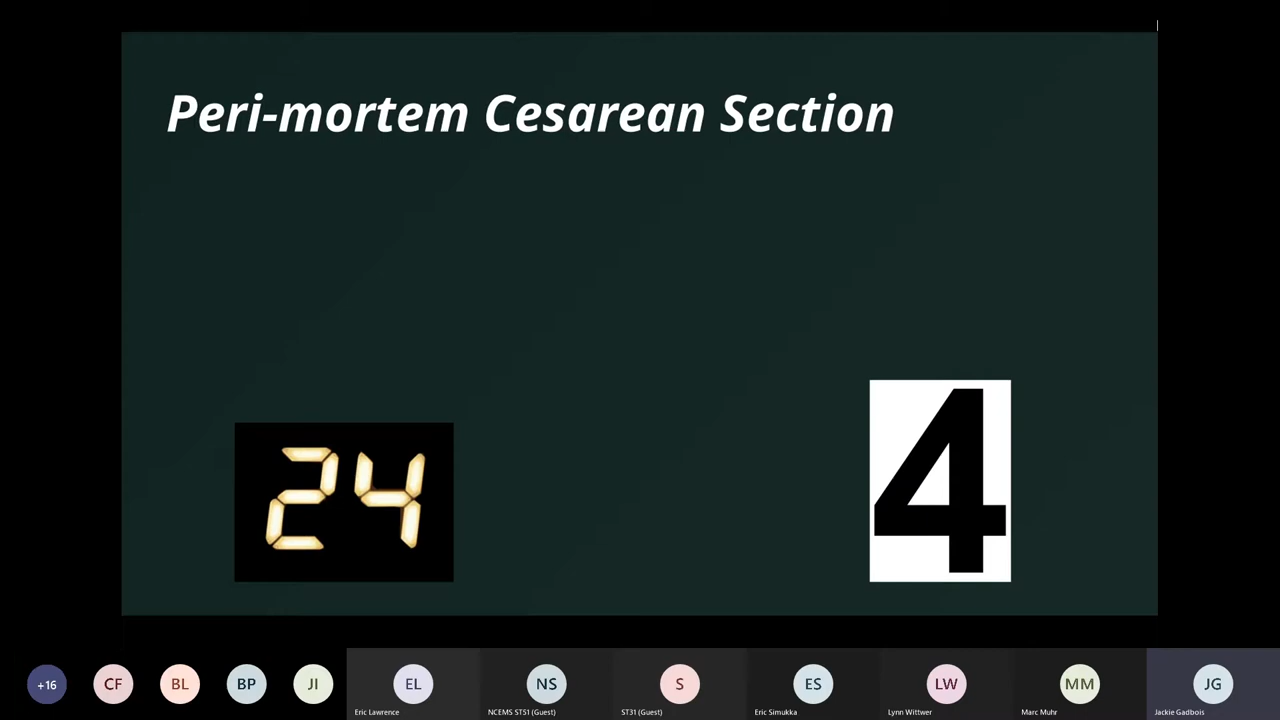 Peri-mortem Cesarean Section
24
4
+16
CF
BL
BP
JI
EL
NS
S
ES
LW
MM
JG
Eric Lawrence
NCEMS ST51 (Guest)
ST31 (Guest)
Eric Simukka
Lynn Wittwer
Marc Muhr
Jackie Gadbois